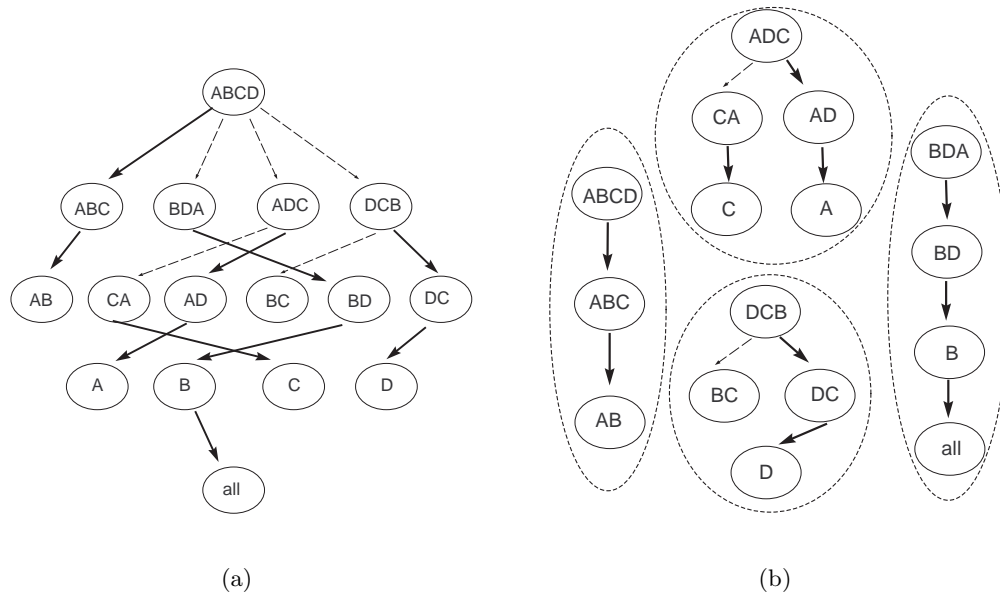 ABCD
ABC BDA ADC DCB
AB CA AD BC BD DC
A B C D
all
(a)
ADC
CA AD
C A
ABCD
ABC
AB
DCB
BC DC
D
BDA
BD
B
all
(b)